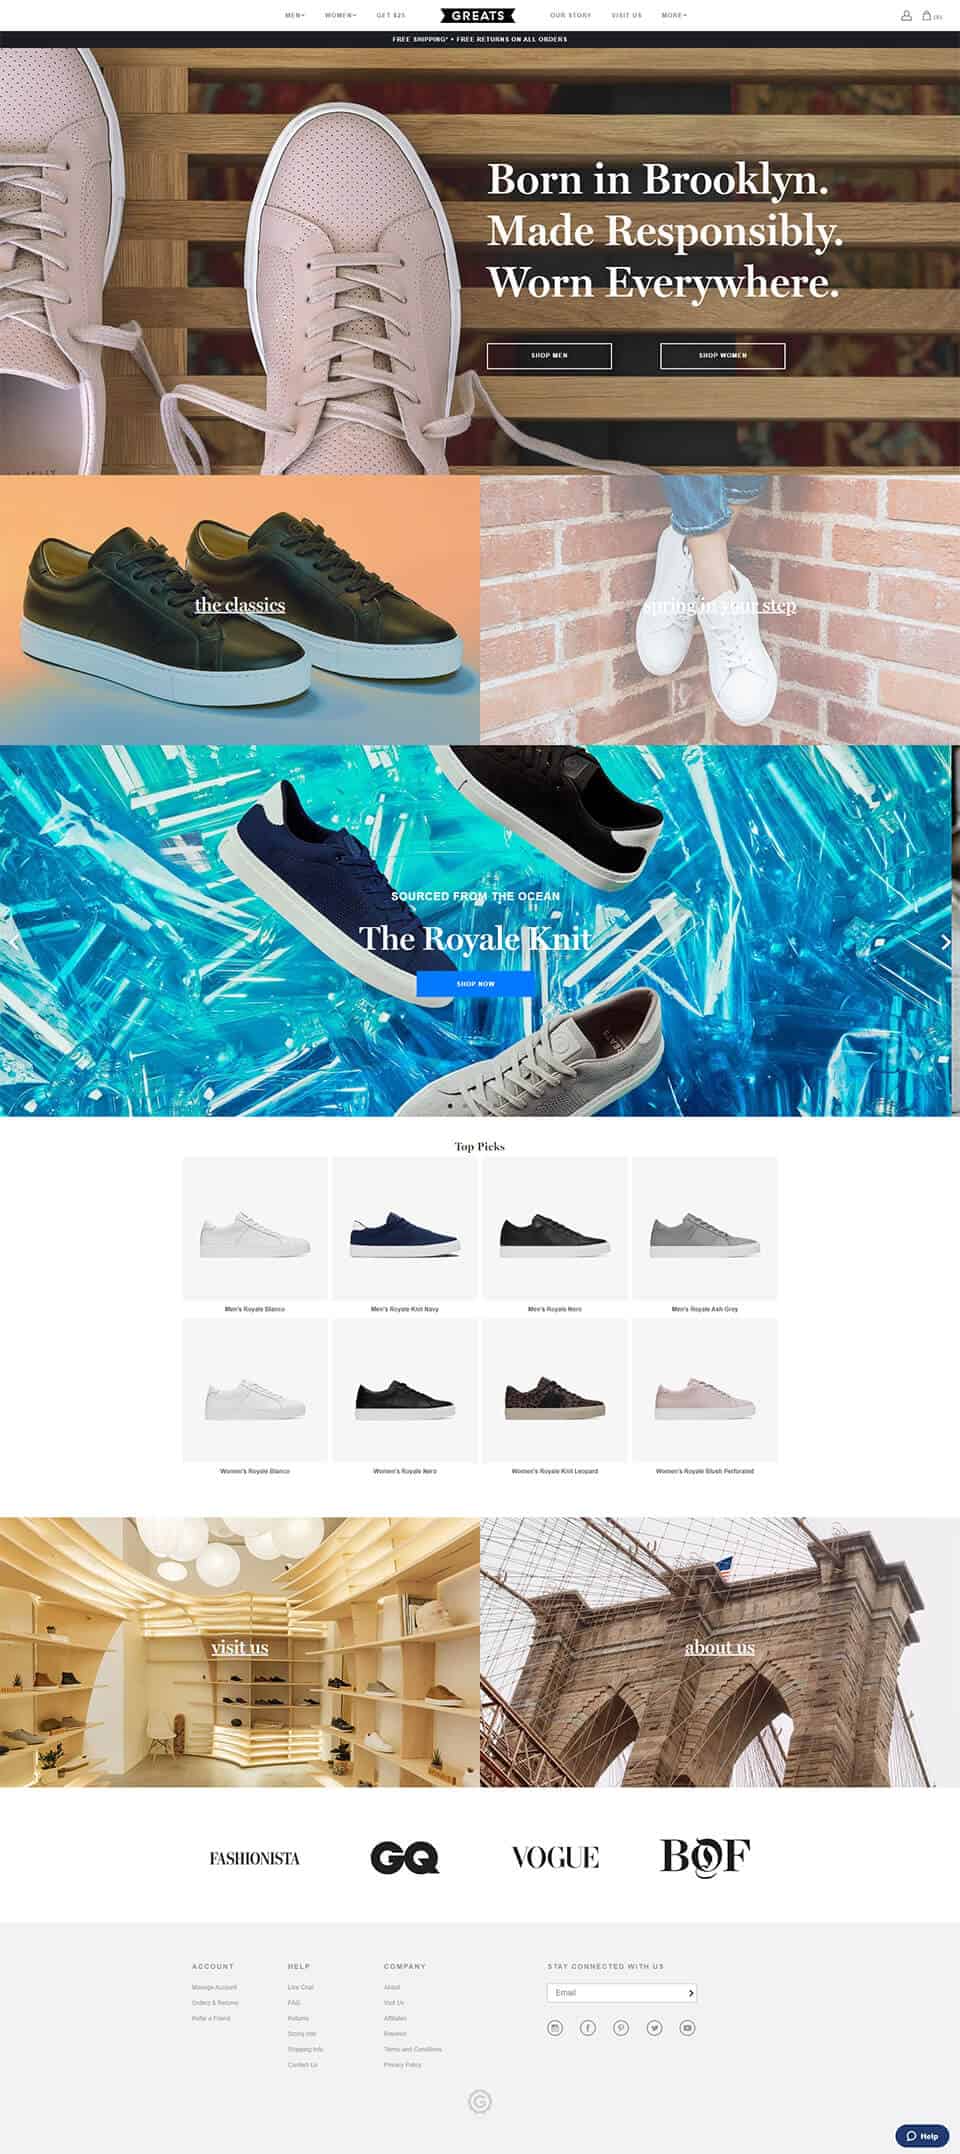 MEN
WOMEN
GET $25
GREATS
OUR STORY
VISIT US
MORE
FREE SHIPPING* • FREE RETURNS ON ALL ORDERS
Born in Brooklyn.
Made Responsibly.
Worn Everywhere.
SHOP MEN
SHOP WOMEN
the classics
spring in your step
SOURCED FROM THE OCEAN
The Royale Knit
SHOP NOW
GREATS
Top Picks
Men's Royale Blanco
Men's Royale Knit Navy
Men's Royale Nero
Men's Royale Ash Grey
Women's Royale Blanco
Women's Royale Nero
Women's Royale Knit Leopard
Women's Royale Blush Perforated
visit us
about us
FASHIONISTA
GQ
VOGUE
BOF
ACCOUNT
Manage Account
Orders & Returns
Refer a Friend
HELP
Live Chat
FAQ
Returns
Sizing Info
Shipping Info
Contact Us
COMPANY
About
Visit Us
Affiliates
Reviews
Terms and Conditions
Privacy Policy
STAY CONNECTED WITH US
Email
G
Help